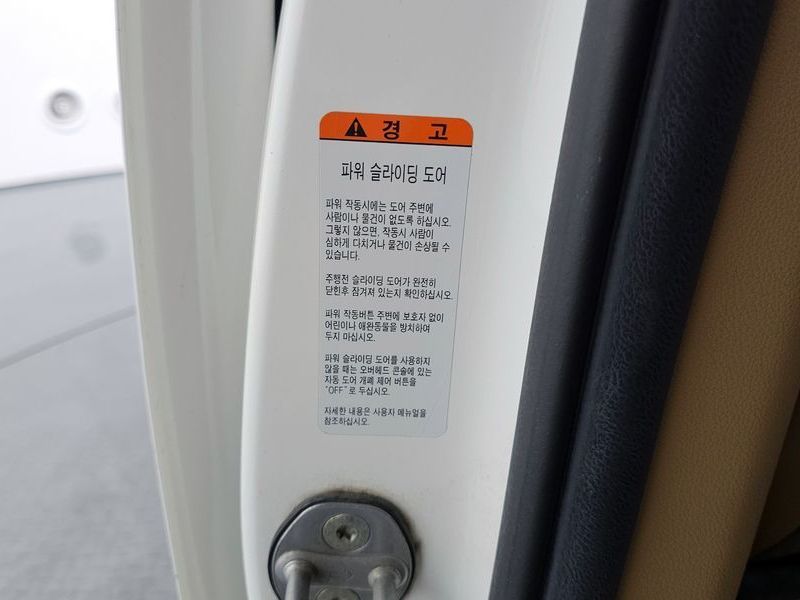 경 고
파워 슬라이딩 도어
파워 작동시에는 도어 주변에
사람이나 물건이 없도록 하십시오.
그렇지 않으면, 작동시 사람이
심하게 다치거나 물건이 손상될 수
있습니다.
주행전 슬라이딩 도어가 완전히
닫힌후 잠겨져 있는지 확인하십시오.
파워 작동버튼 주변에 보호자 없이
어린이나 애완동물을 방치하여
두지 마십시오.
파워 슬라이딩 도어를 사용하지
않을 때는 오버헤드 콘솔에 있는
자동 도어 개폐 제어 버튼을
"OFF"로 두십시오.
자세한 내용은 사용자 메뉴얼을
참조하십시오.